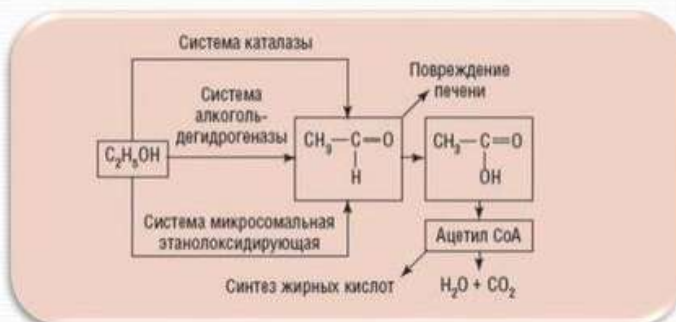 Система каталазы
Повреждение
печени
Система
алкоголь-
дегидрогеназы
C₂H₅OH
CH₃—C=O
H
CH₃—C=O
OH
Система микросомальная
этанолоксидирующая
Ацетил CoA
Синтез жирных кислот
H₂O + CO₂